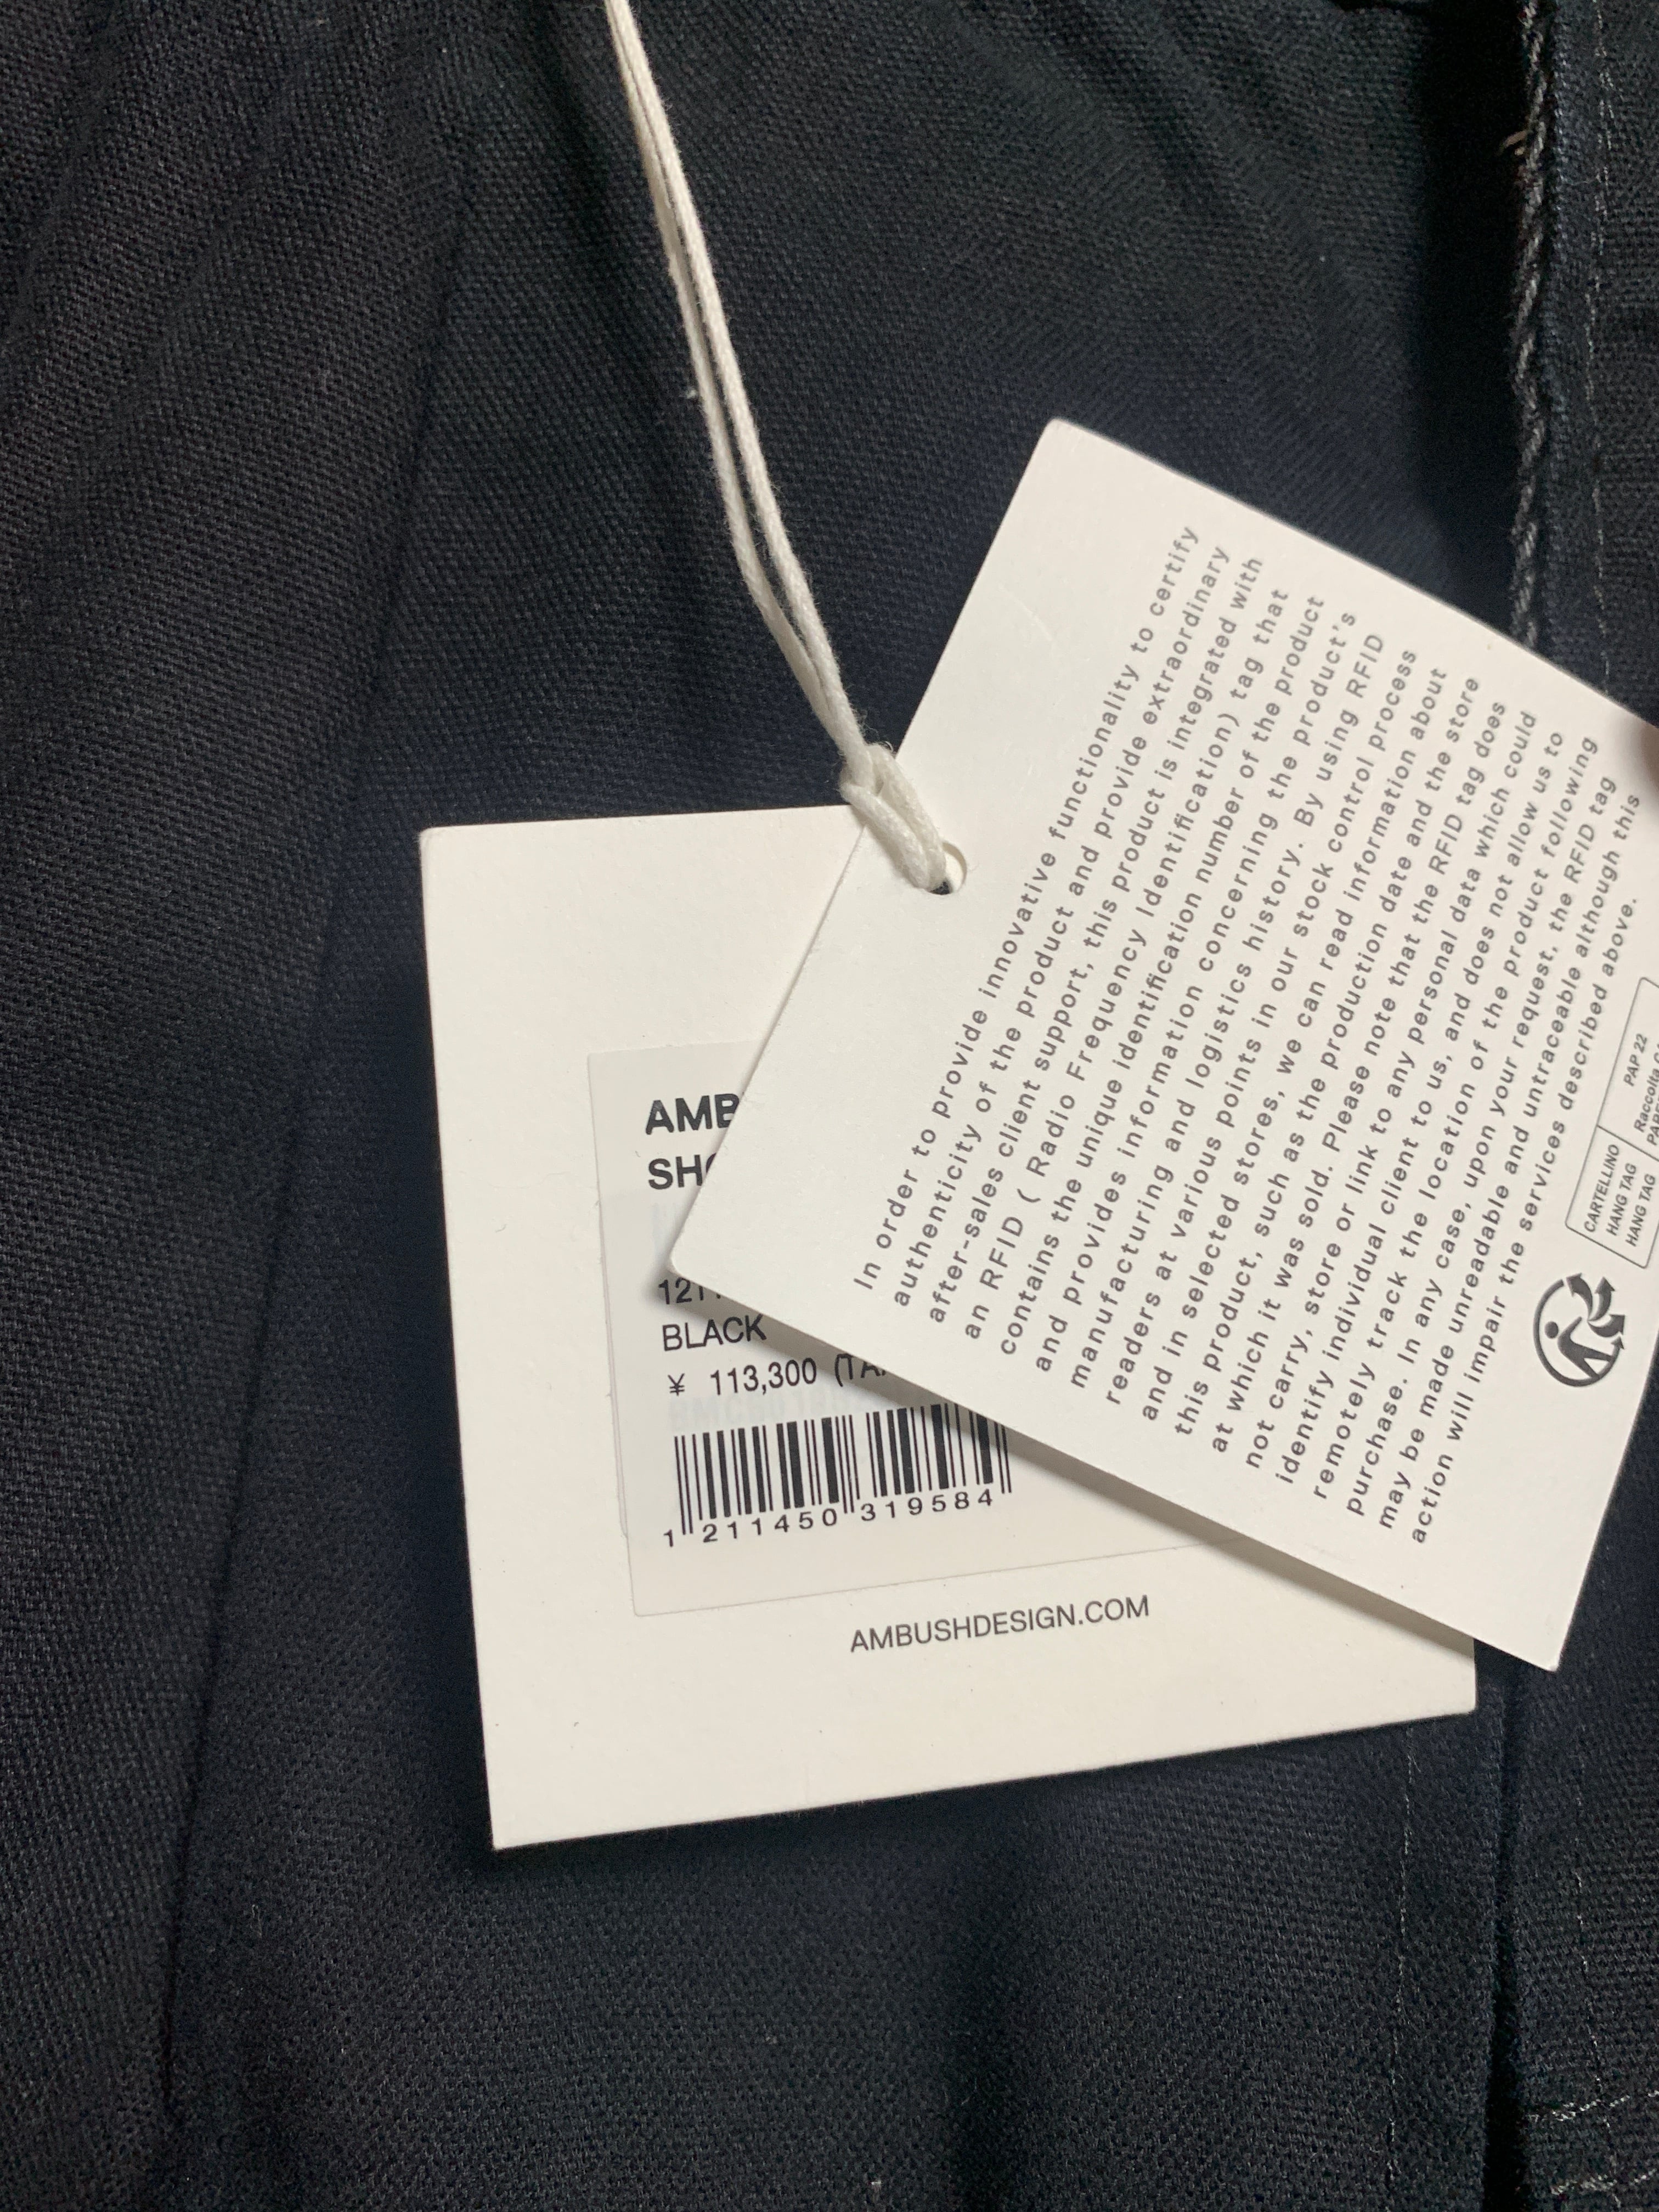 In order to provide innovative functionality to certify
authenticity of the product and provide extraordinary
after-sales client support, this product is integrated with
an RFID ( Radio Frequency Identification) tag that
contains the unique identification number of the product
and provides information concerning the product's
manufacturing and logistics history. By using RFID
readers at various points in our stock control process
and in selected stores, we can read information about
this product, such as the production date and the store
at which it was sold. Please note that the RFID tag does
not carry, store or link to any personal data which could
identify individual client to us, and does not allow us to
remotely track the location of the product following
purchase. In any case, upon your request, the RFID tag
may be made unreadable and untraceable although this
action will impair the services described above.
CARTELLINO
HANG TAG
HANG TAG
PAP 22
Raccolta
AMB
SHO
1211
BLACK
¥ 113,300 (TA
1 211450 319584
AMBUSHDESIGN.COM